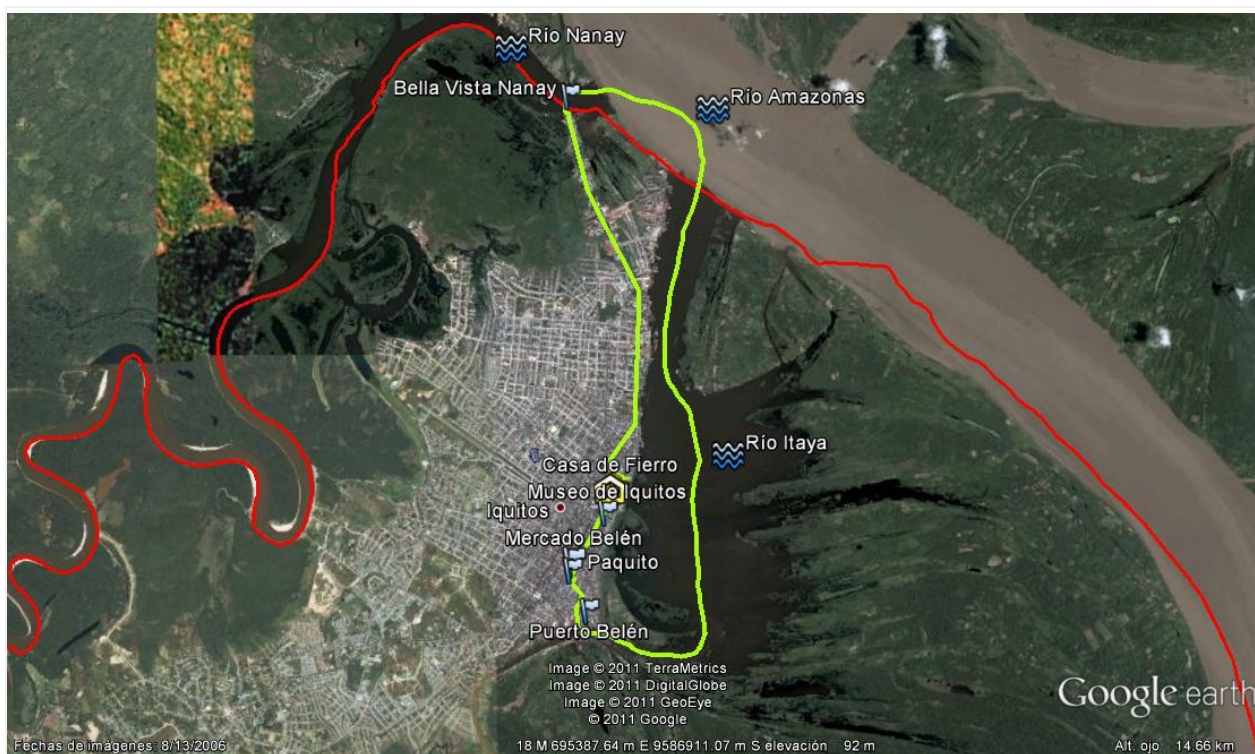 Río Nanay
Bella Vista Nanay
Río Amazonas
Río Itaya
Casa de Fierro
Museo de Iquitos
Iquitos
Mercado Belén
Paquito
Puerto Belén
Image © 2011 TerraMetrics
Image © 2011 DigitalGlobe
Image © 2011 GeoEye
© 2011 Google
Google earth
Fechas de imágenes: 8/13/2006
18 M 695387.64 m E 9586911.07 m S elevación 92 m
Alt. ojo 14.66 km